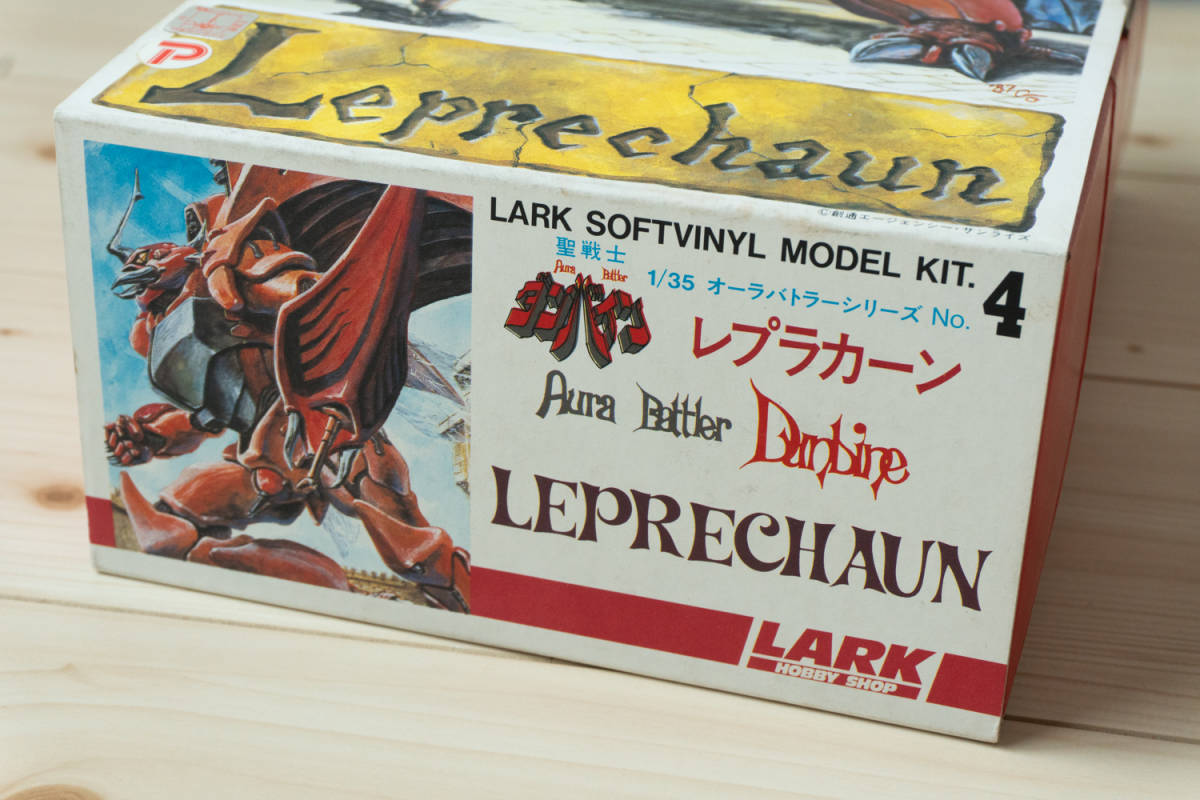 TP
Leprechaun
'87
©創通エージェンシー・サンライズ
LARK SOFTVINYL MODEL KIT. 4
聖戦士
Aura Battler
ダンバイン
1/35 オーラバトラーシリーズ No.
レプラカーン
Aura Battler Dunbine
LEPRECHAUN
LARK
HOBBY SHOP